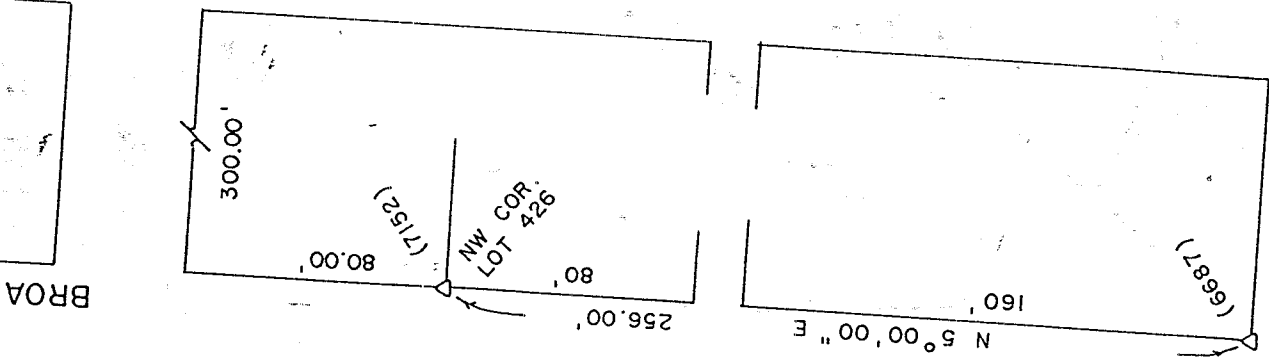 300.00'
(7152)
NW COR.
LOT 426
80.00'
80'
256.00'
160'
N 5°00'00" E
(6687)
BROA